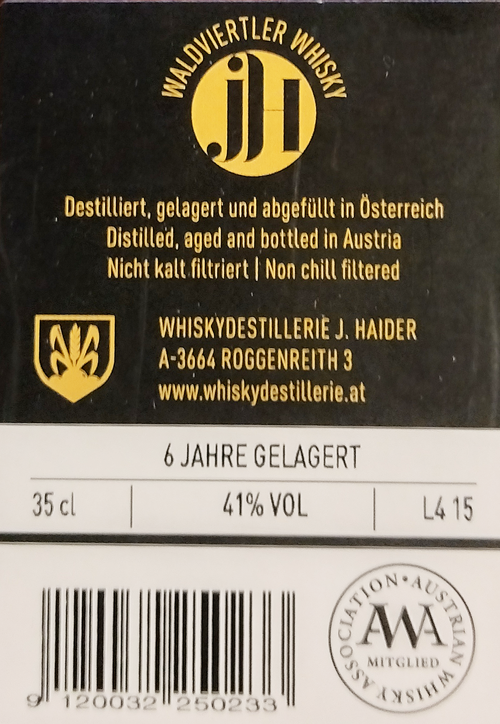 WALDVIERTLER WHISKY
jH
Destilliert, gelagert und abgefüllt in Österreich
Distilled, aged and bottled in Austria
Nicht kalt filtriert | Non chill filtered
WHISKYDESTILLERIE J. HAIDER
A-3664 ROGGENREITH 3
www.whiskydestillerie.at
6 JAHRE GELAGERT
35 cl 41% VOL L4 15
9 120032 250233
ASSOCIATION • AUSTRIAN WHISKY
AWA
MITGLIED